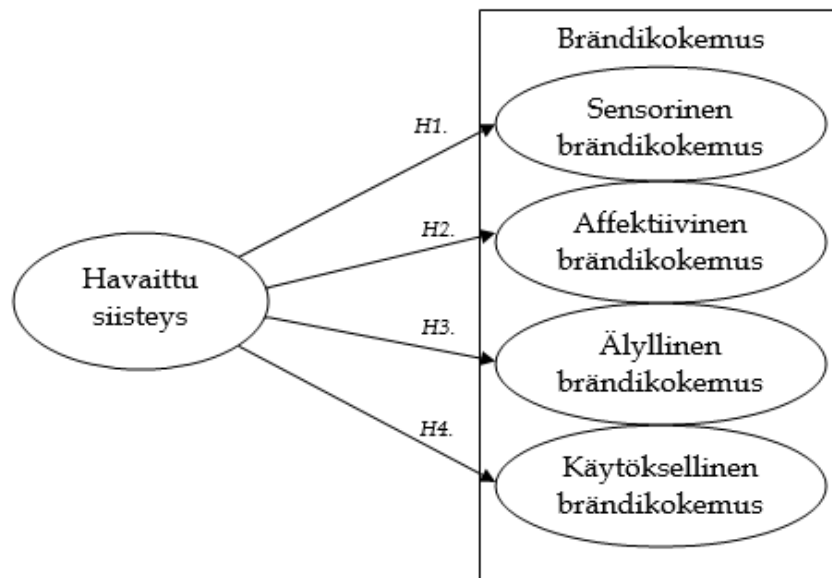 Brändikokemus
Sensorinen
brändikokemus
H1.
Affektiivinen
brändikokemus
H2.
Havaittu
siisteys
H3.
Älyllinen
brändikokemus
H4.
Käytöksellinen
brändikokemus